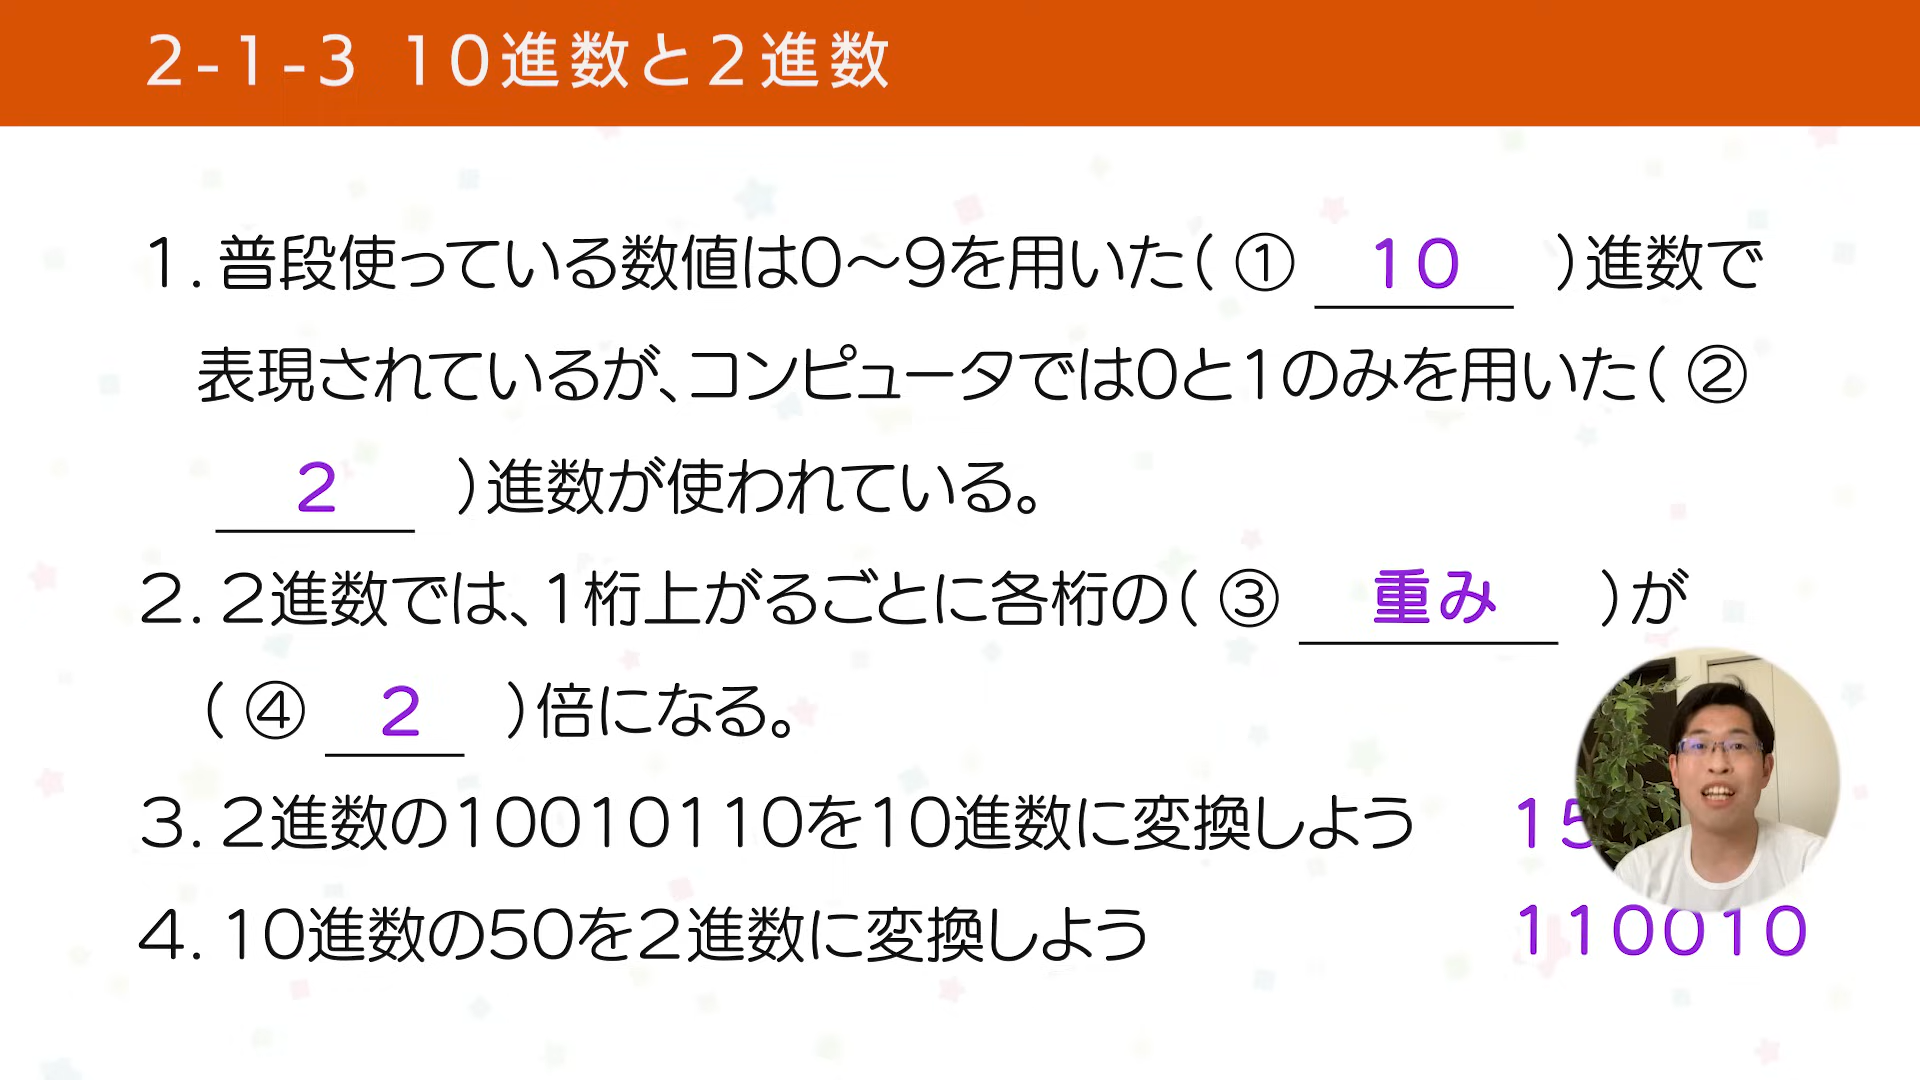 2-1-3 10進数と2進数
1. 普段使っている数値は0～9を用いた( ① 10 )進数で
表現されているが、コンピュータでは0と1のみを用いた( ②
2 )進数が使われている。
2. 2進数では、1桁上がるごとに各桁の( ③ 重み )が
( ④ 2 )倍になる。
3. 2進数の10010110を10進数に変換しよう 15
4. 10進数の50を2進数に変換しよう 110010